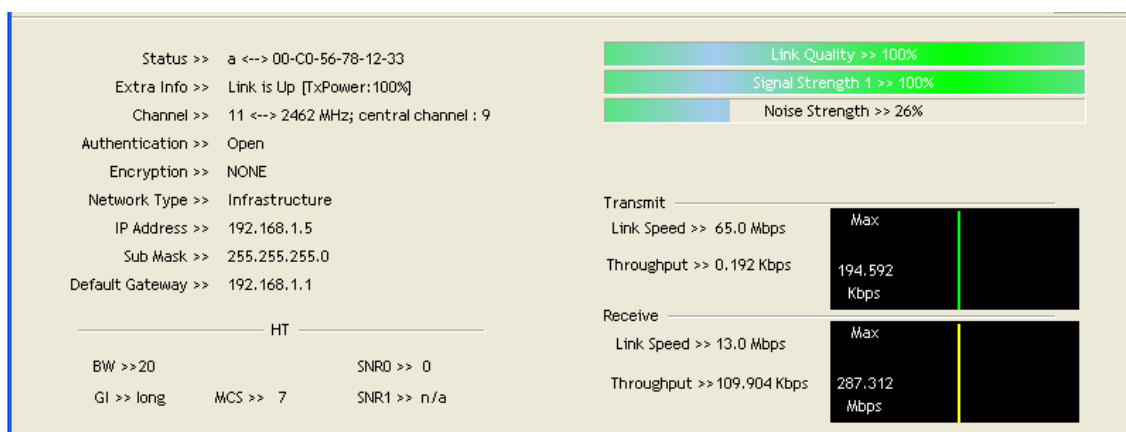 Status >> a <--> 00-C0-56-78-12-33
Extra Info >> Link is Up [TxPower:100%]
Channel >> 11 <--> 2462 MHz; central channel : 9
Authentication >> Open
Encryption >> NONE
Network Type >> Infrastructure
IP Address >> 192.168.1.5
Sub Mask >> 255.255.255.0
Default Gateway >> 192.168.1.1
HT
BW >>20 SNR0 >> 0
GI >> long MCS >> 7 SNR1 >> n/a
Link Quality >> 100%
Signal Strength 1 >> 100%
Noise Strength >> 26%
Transmit
Link Speed >> 65.0 Mbps
Throughput >> 0.192 Kbps
Max
194.592
Kbps
Receive
Link Speed >> 13.0 Mbps
Throughput >>109.904 Kbps
Max
287.312
Mbps